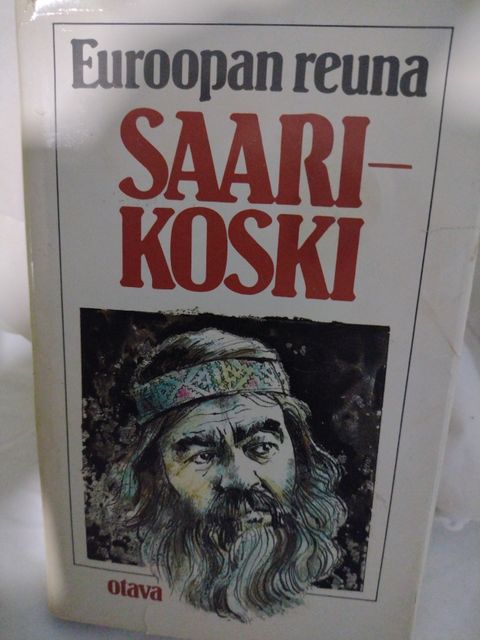 Euroopan reuna
SAARI-
KOSKI
otava